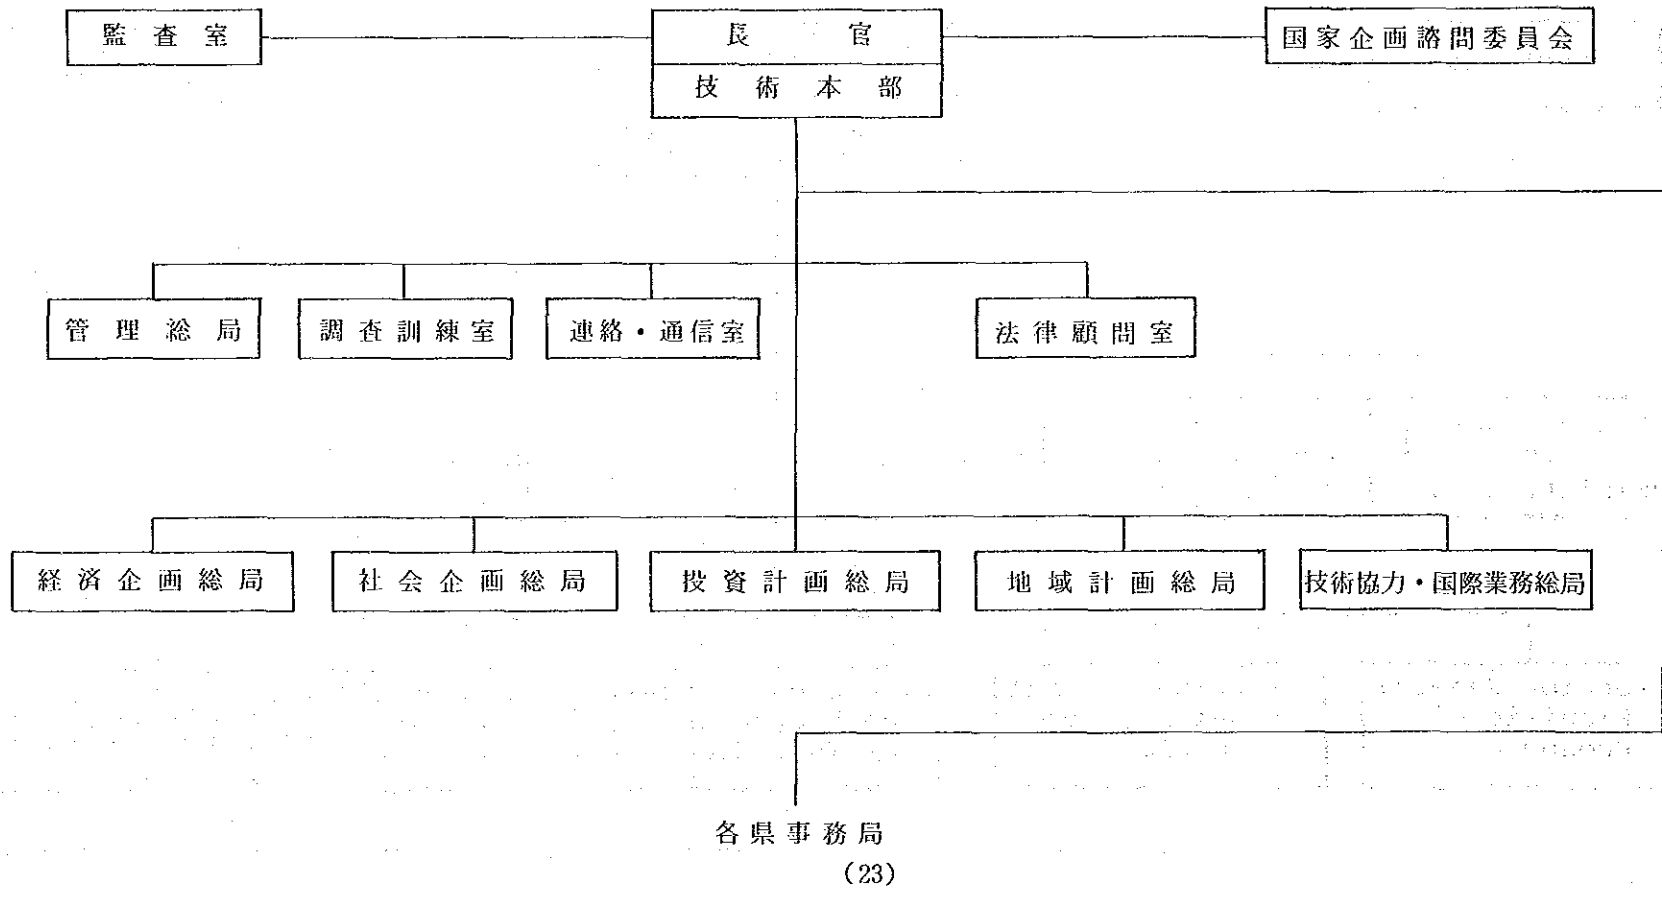 監査室
長官
国家企画諮問委員会
技術本部
管理総局
調査訓練室
連絡・通信室
法律顧問室
経済企画総局
社会企画総局
投資計画総局
地域計画総局
技術協力・国際業務総局
各県事務局
(23)